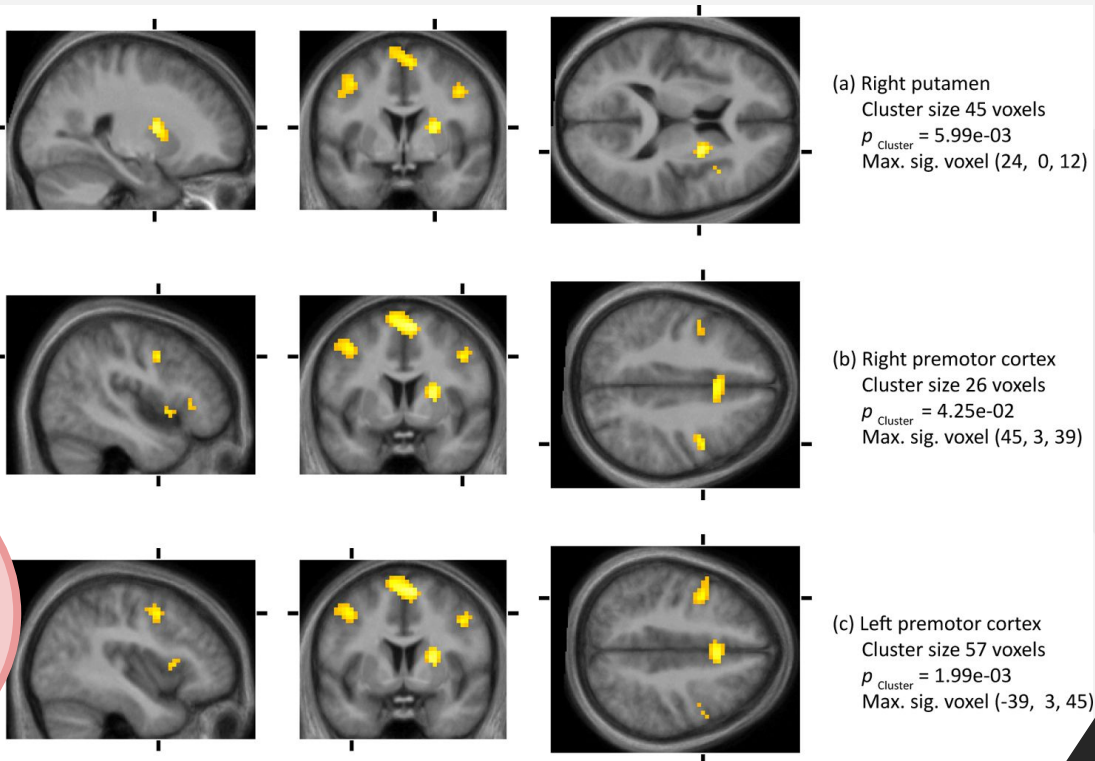 (a) Right putamen
Cluster size 45 voxels
p Cluster = 5.99e-03
Max. sig. voxel (24, 0, 12)
(b) Right premotor cortex
Cluster size 26 voxels
p Cluster = 4.25e-02
Max. sig. voxel (45, 3, 39)
(c) Left premotor cortex
Cluster size 57 voxels
p Cluster = 1.99e-03
Max. sig. voxel (-39, 3, 45)